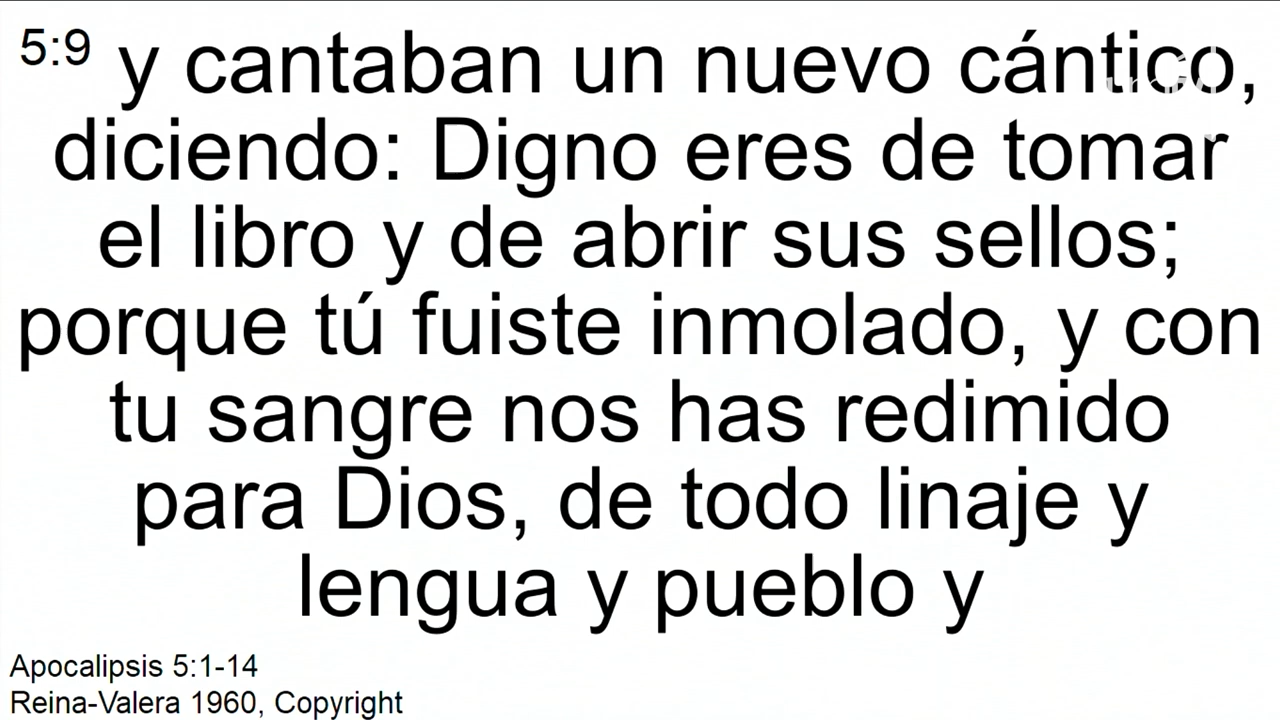 5:9 y cantaban un nuevo cántico,
diciendo: Digno eres de tomar
el libro y de abrir sus sellos;
porque tú fuiste inmolado, y con
tu sangre nos has redimido
para Dios, de todo linaje y
lengua y pueblo y
Apocalipsis 5:1-14
Reina-Valera 1960, Copyright